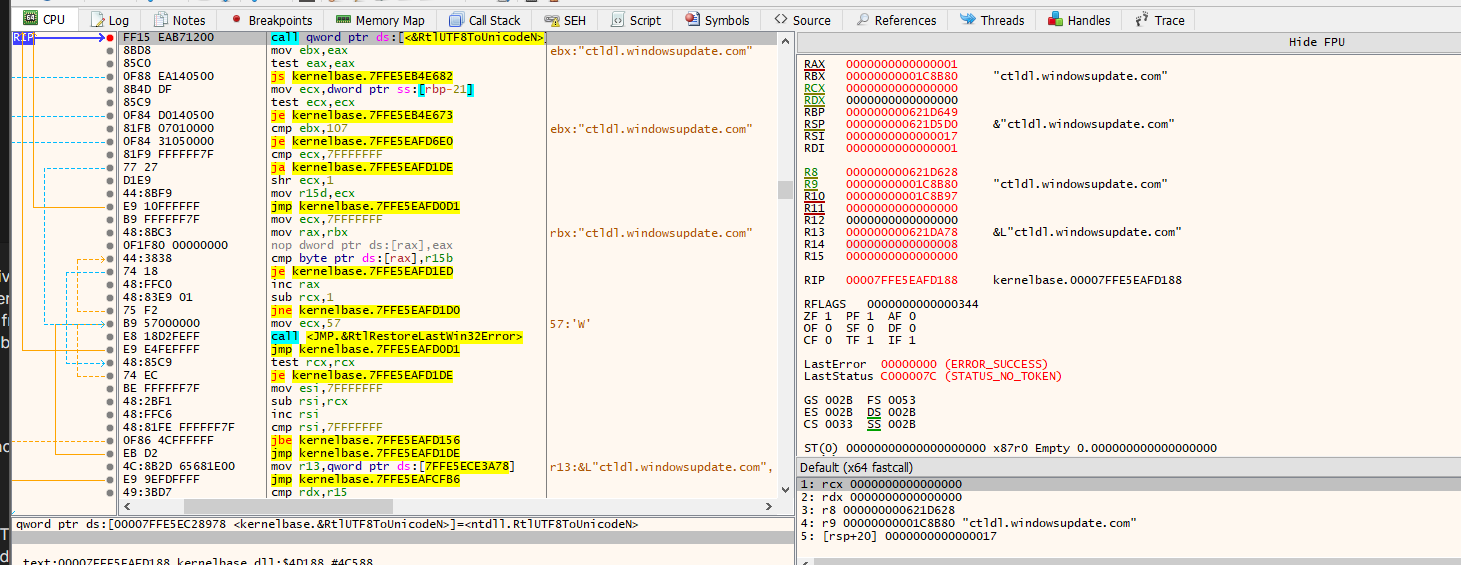 CPU Log Notes Breakpoints Memory Map Call Stack SEH Script Symbols Source References Threads Handles Trace
RIP
FF15 EAB71200 call qword ptr ds:[<&RtlUTF8ToUnicodeN>]
8BD8 mov ebx,eax ebx:"ctldl.windowsupdate.com"
85C0 test eax,eax
0F88 EA140500 js kernelbase.7FFE5EB4E682
8B4D DF mov ecx,dword ptr ss:[rbp-21]
85C9 test ecx,ecx
0F84 D0140500 je kernelbase.7FFE5EB4E673
81FB 07010000 cmp ebx,107 ebx:"ctldl.windowsupdate.com"
0F84 31050000 je kernelbase.7FFE5EAFD6E0
81F9 FFFFFF7F cmp ecx,7FFFFFFF
77 27 ja kernelbase.7FFE5EAFD1DE
D1E9 shr ecx,1
44:8BF9 mov r15d,ecx
E9 10FFFFFF jmp kernelbase.7FFE5EAFD0D1
B9 FFFFFF7F mov ecx,7FFFFFFF
48:8BC3 mov rax,rbx rbx:"ctldl.windowsupdate.com"
0F1F80 00000000 nop dword ptr ds:[rax],eax
44:3838 cmp byte ptr ds:[rax],r15b
74 18 je kernelbase.7FFE5EAFD1ED
48:FFC0 inc rax
48:83E9 01 sub rcx,1
75 F2 jne kernelbase.7FFE5EAFD1D0
B9 57000000 mov ecx,57 57:'W'
E8 18D2FEFF call <JMP.&RtlRestoreLastWin32Error>
E9 E4FEFFFF jmp kernelbase.7FFE5EAFD0D1
48:85C9 test rcx,rcx
74 EC je kernelbase.7FFE5EAFD1DE
BE FFFFFF7F mov esi,7FFFFFFF
48:2BF1 sub rsi,rcx
48:FFC6 inc rsi
48:81FE FFFFFF7F cmp rsi,7FFFFFFF
0F86 4CFFFFFF jbe kernelbase.7FFE5EAFD156
EB D2 jmp kernelbase.7FFE5EAFD1DE
4C:8B2D 65681E00 mov r13,qword ptr ds:[7FFE5ECE3A78] r13:&L"ctldl.windowsupdate.com",
E9 9EFDFFFF jmp kernelbase.7FFE5EAFCFB6
49:3BD7 cmp rdx,r15
qword ptr ds:[00007FFE5EC28978 <kernelbase.&RtlUTF8ToUnicodeN>]=<ntdll.RtlUTF8ToUnicodeN>
.text:00007FFE5EAFD188 kernelbase.dll:$4D188 #4C588
Hide FPU
RAX 0000000000000001
RBX 00000000001C8B80 "ctldl.windowsupdate.com"
RCX 0000000000000000
RDX 0000000000000000
RBP 000000000621D649
RSP 000000000621D5D0 &"ctldl.windowsupdate.com"
RSI 0000000000000017
RDI 0000000000000001
R8 000000000621D628
R9 00000000001C8B80 "ctldl.windowsupdate.com"
R10 00000000001C8B97
R11 0000000000000000
R12 0000000000000000
R13 000000000621DA78 &L"ctldl.windowsupdate.com"
R14 0000000000000008
R15 0000000000000000
RIP 00007FFE5EAFD188 kernelbase.00007FFE5EAFD188
RFLAGS 0000000000000344
ZF 1 PF 1 AF 0
OF 0 SF 0 DF 0
CF 0 TF 1 IF 1
LastError 00000000 (ERROR_SUCCESS)
LastStatus C000007C (STATUS_NO_TOKEN)
GS 002B FS 0053
ES 002B DS 002B
CS 0033 SS 002B
ST(0) 00000000000000000000 x87r0 Empty 0.000000000000000000
Default (x64 fastcall)
1: rcx 0000000000000000
2: rdx 0000000000000000
3: r8 000000000621D628
4: r9 00000000001C8B80 "ctldl.windowsupdate.com"
5: [rsp+20] 0000000000000017